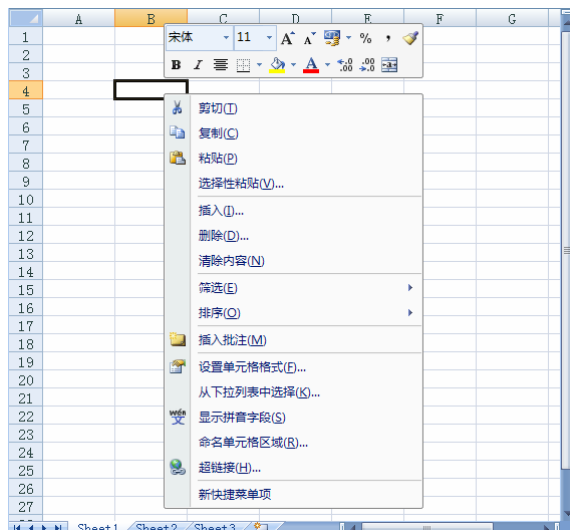 A B C D E F G
宋体 11 A A % ,
B I A .00 .00
1
2
3
4
5
6
7
8
9
10
11
12
13
14
15
16
17
18
19
20
21
22
23
24
25
26
27
剪切(T)
复制(C)
粘贴(P)
选择性粘贴(V)...
插入(I)...
删除(D)...
清除内容(N)
筛选(E)
排序(O)
插入批注(M)
设置单元格格式(F)...
从下拉列表中选择(K)...
wén 文 显示拼音字段(S)
命名单元格区域(R)...
超链接(H)...
新快捷菜单项
Sheet1 Sheet2 Sheet3